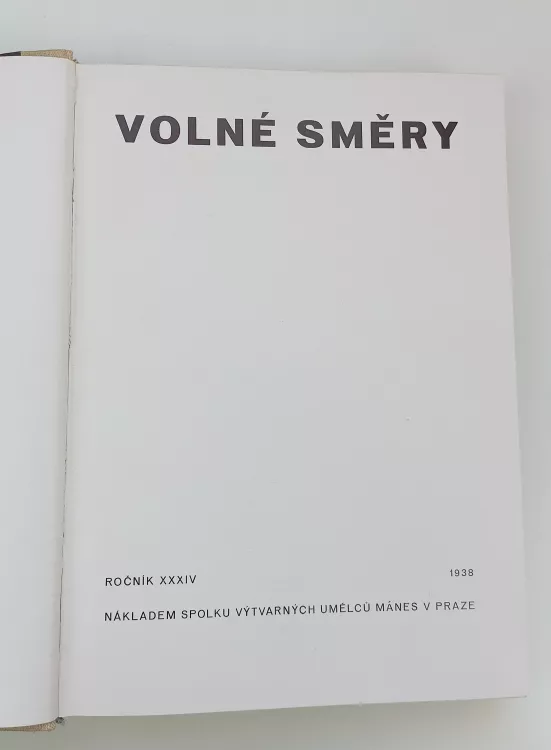 VOLNÉ SMĚRY
ROČNÍK XXXIV 1938
NÁKLADEM SPOLKU VÝTVARNÝCH UMĚLCŮ MÁNES V PRAZE